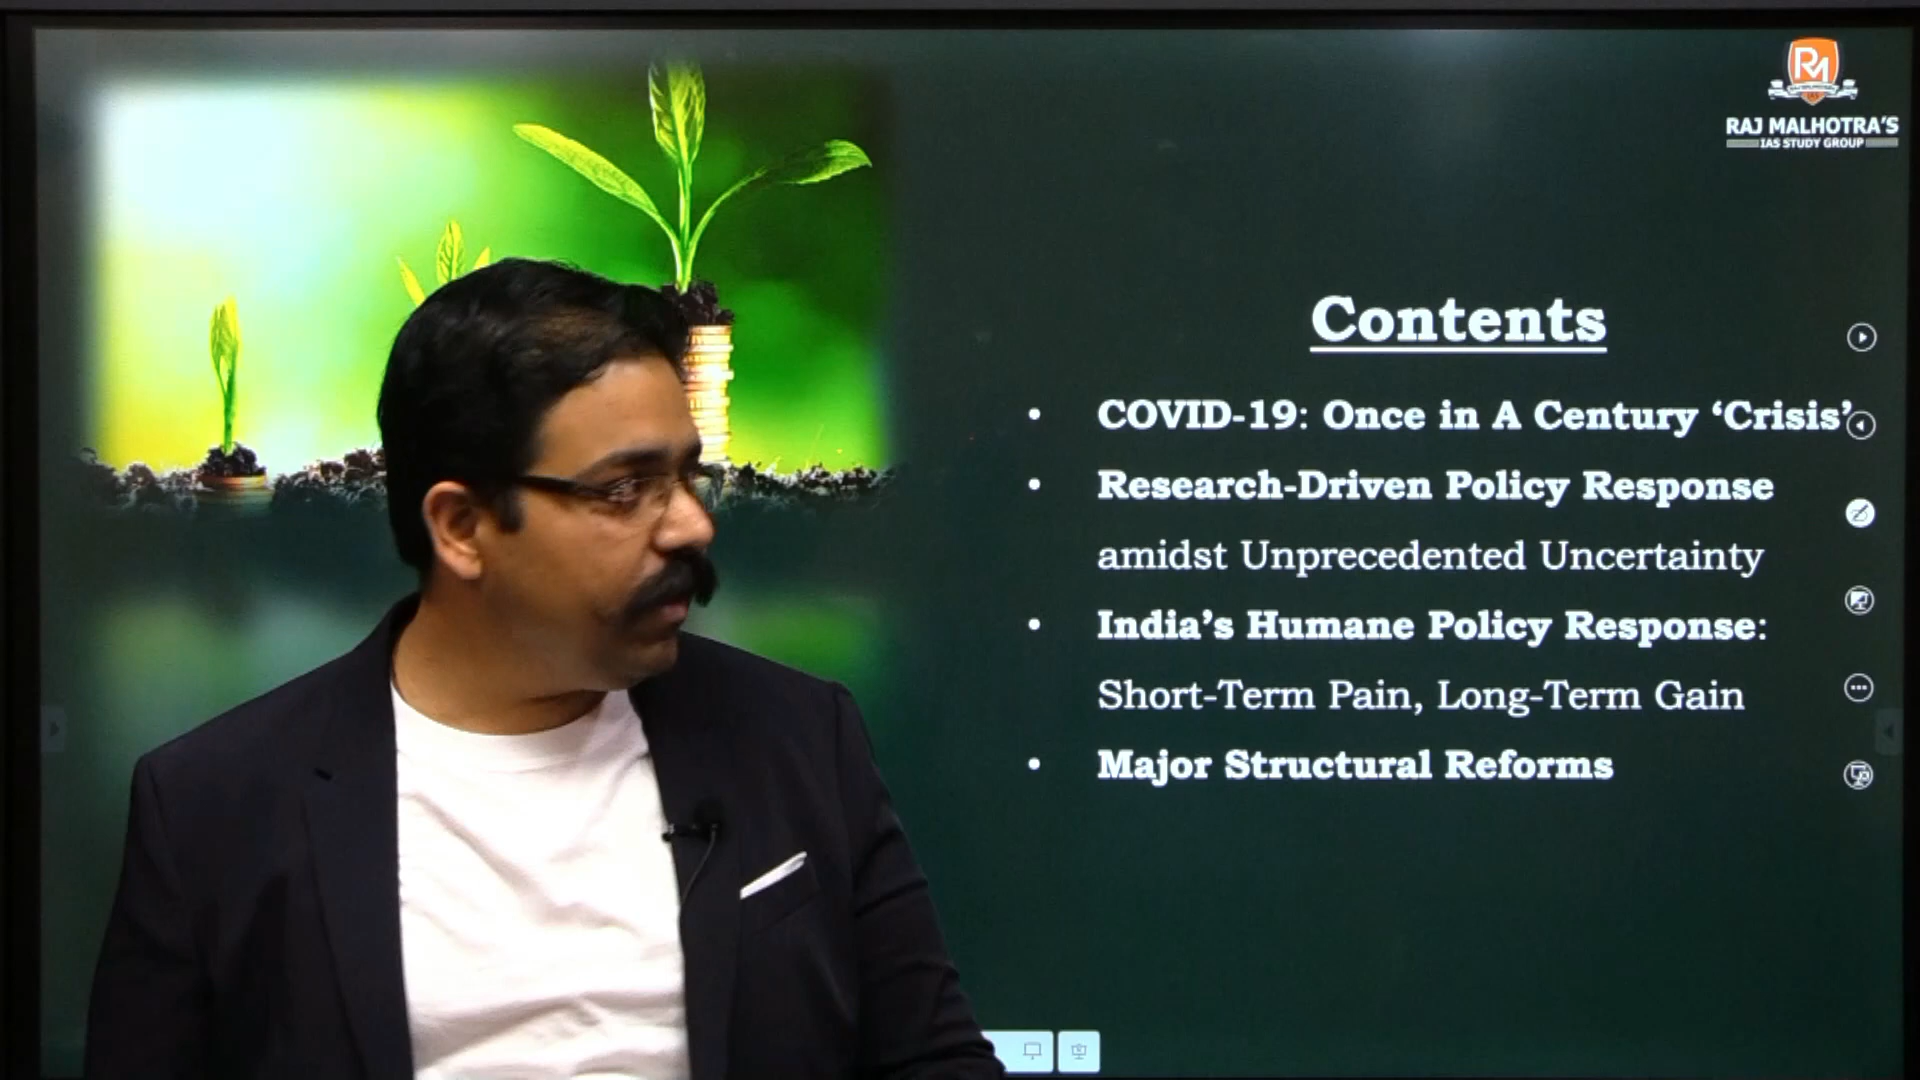 RM
RAJ MALHOTRA'S
IAS STUDY GROUP
Contents
• COVID-19: Once in A Century ‘Crisis’
• Research-Driven Policy Response
amidst Unprecedented Uncertainty
• India’s Humane Policy Response:
Short-Term Pain, Long-Term Gain
• Major Structural Reforms